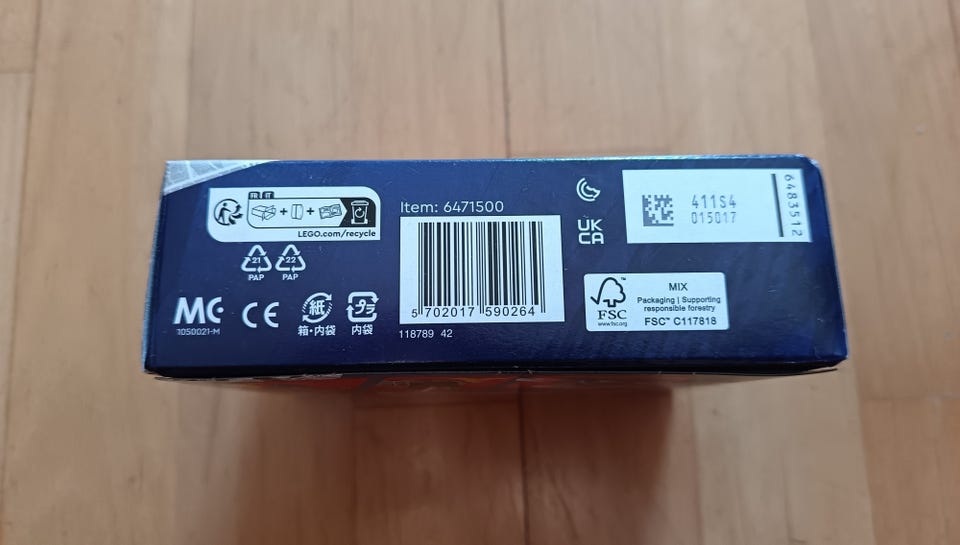 FR IT
LEGO.com/recycle
21
PAP
22
PAP
MC
1050021-M
CE
紙
箱・内袋
プラ
内袋
Item: 6471500
5 702017 590264
118789 42
UK
CA
411S4
015017
6483512
FSC
www.fsc.org
MIX
Packaging | Supporting
responsible forestry
FSC™ C117818